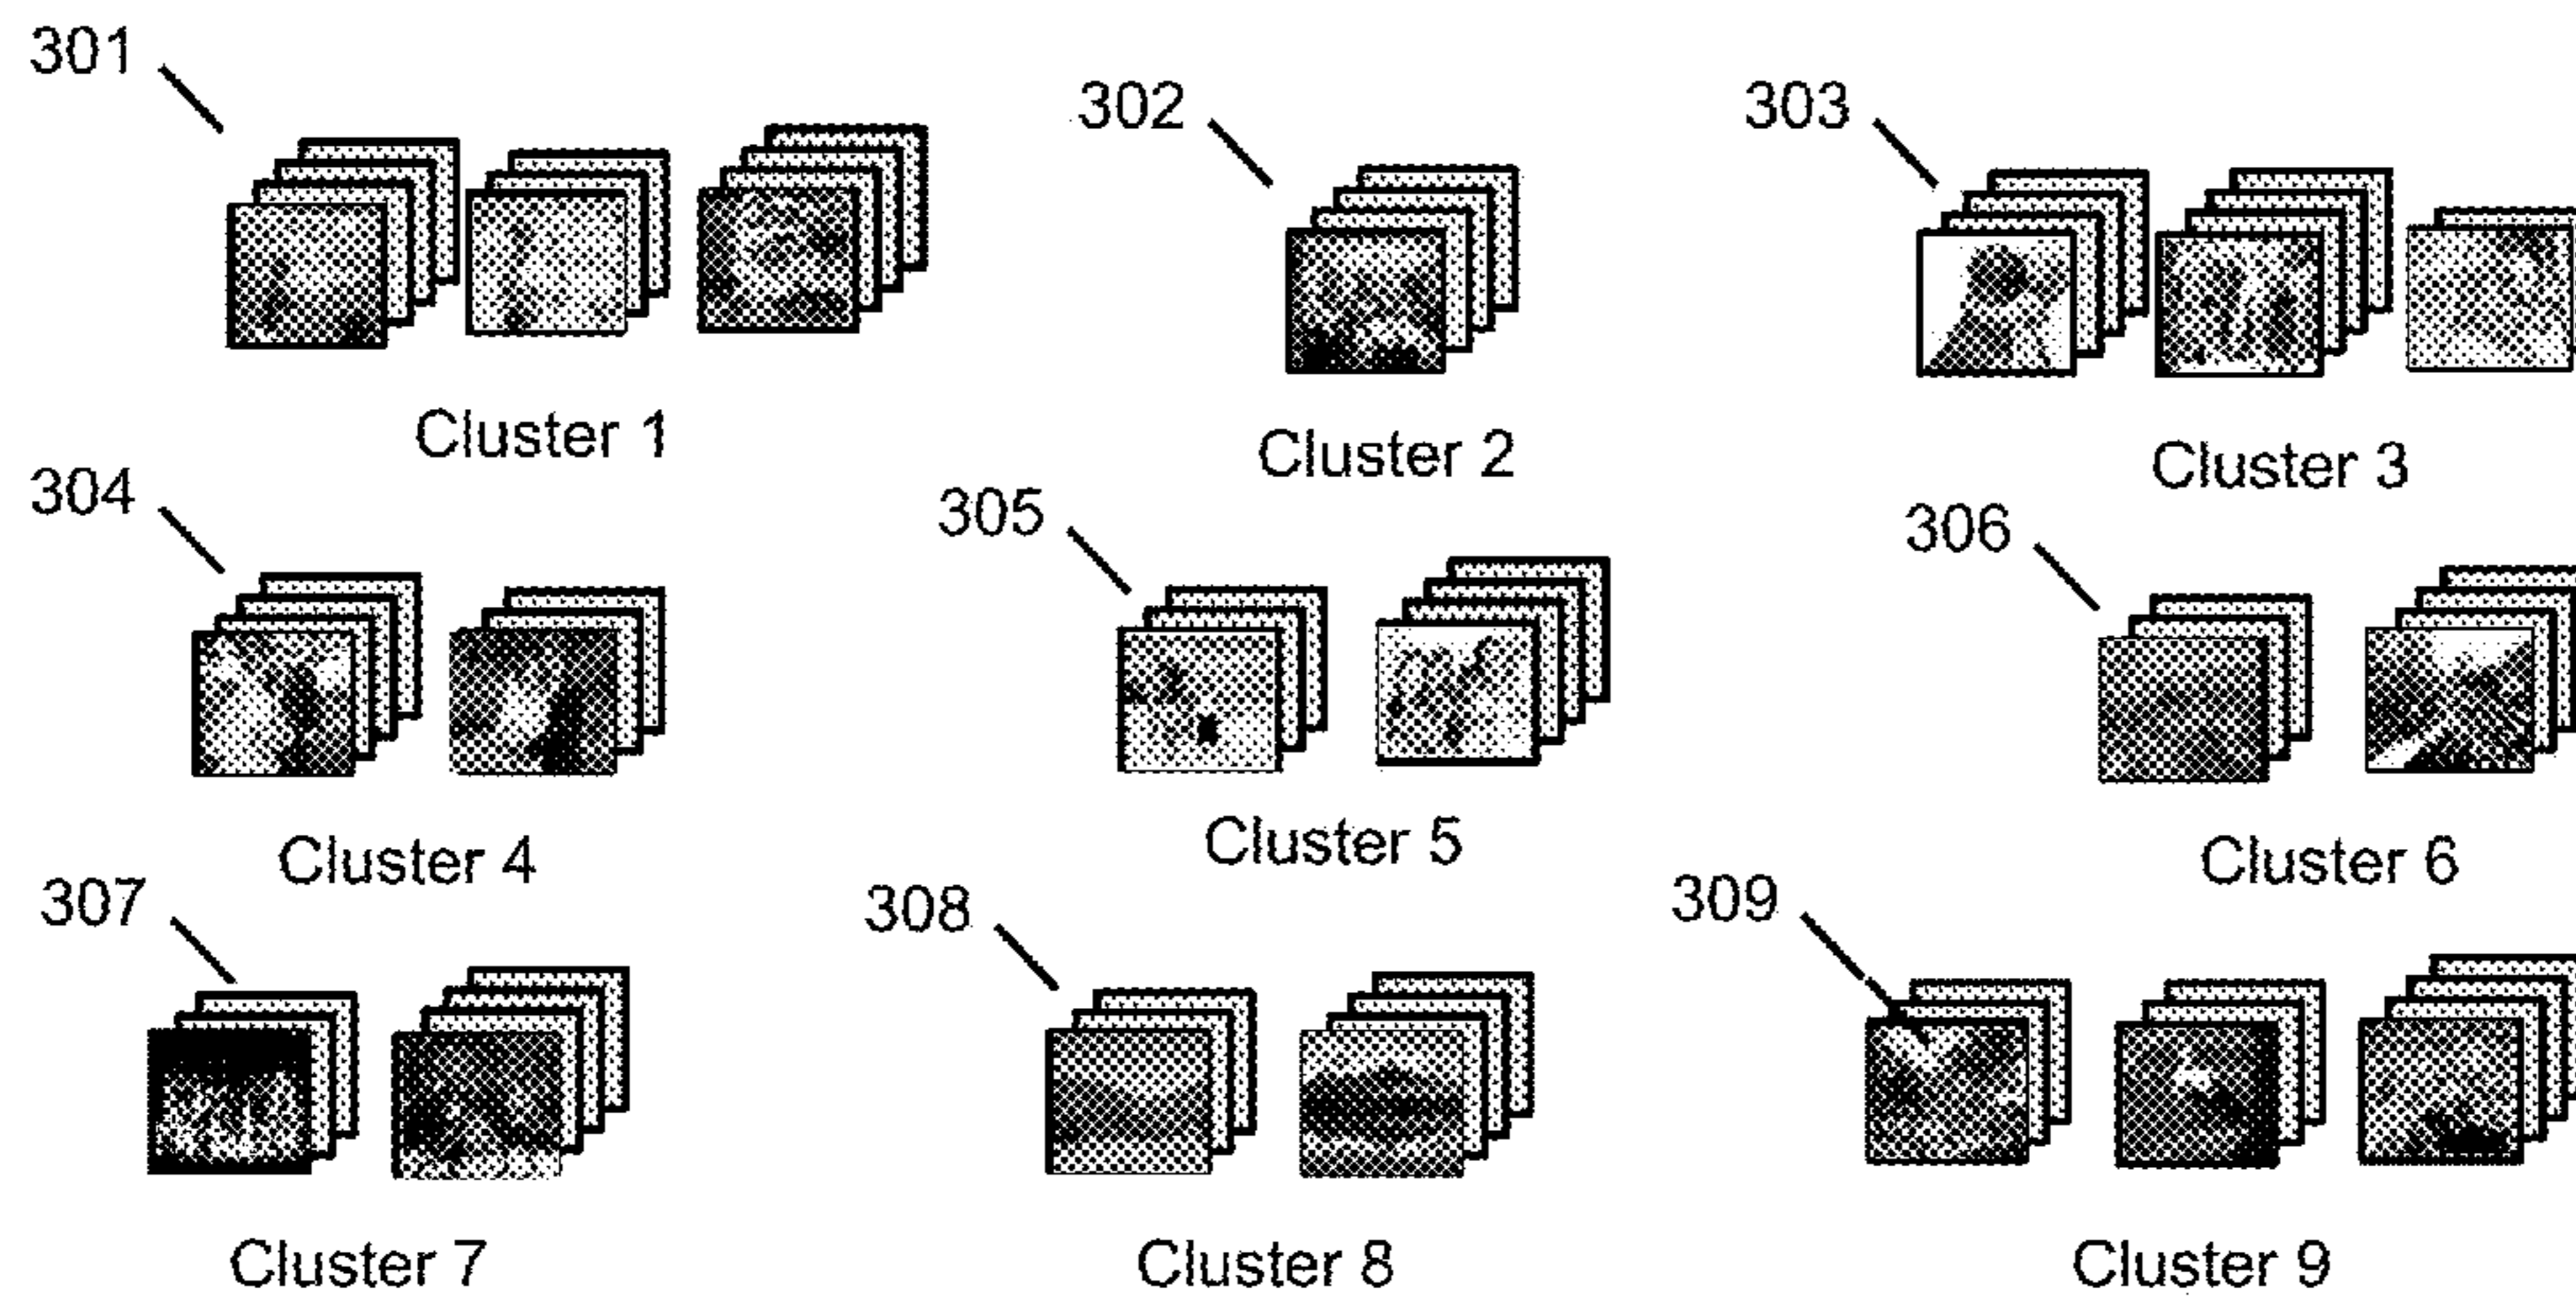 301
302
303
Cluster 1
Cluster 2
Cluster 3
304
305
306
Cluster 4
Cluster 5
Cluster 6
307
308
309
Cluster 7
Cluster 8
Cluster 9